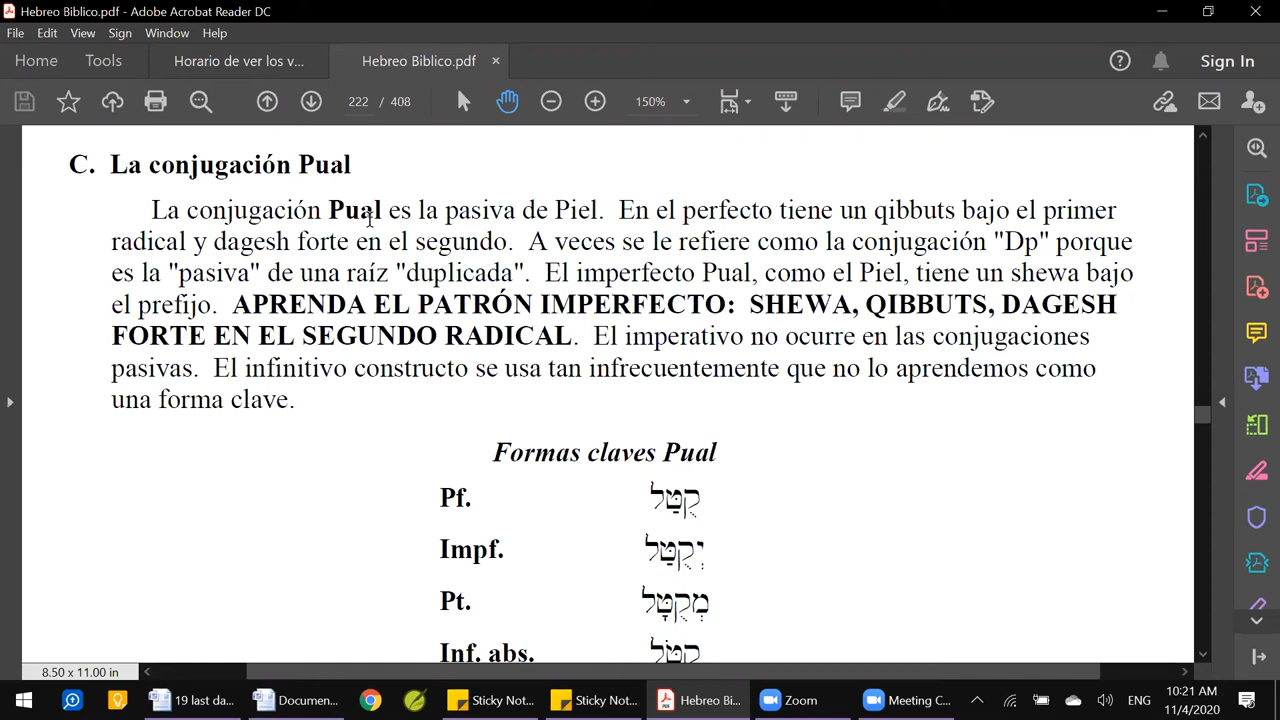 Hebreo Biblico.pdf - Adobe Acrobat Reader DC
File Edit View Sign Window Help
Home Tools Horario de ver los v... Hebreo Biblico.pdf × Sign In
222 / 408 150%
C. La conjugación Pual
La conjugación Pual es la pasiva de Piel. En el perfecto tiene un qibbuts bajo el primer
radical y dagesh forte en el segundo. A veces se le refiere como la conjugación "Dp" porque
es la "pasiva" de una raíz "duplicada". El imperfecto Pual, como el Piel, tiene un shewa bajo
el prefijo. APRENDA EL PATRÓN IMPERFECTO: SHEWA, QIBBUTS, DAGESH
FORTE EN EL SEGUNDO RADICAL. El imperativo no ocurre en las conjugaciones
pasivas. El infinitivo constructo se usa tan infrecuentemente que no lo aprendemos como
una forma clave.
Formas claves Pual
Pf. קֻטַּל
Impf. יְקֻטַּל
Pt. מְקֻטָּל
Inf. abs.
8.50 x 11.00 in
19 last da... Documen... Sticky Not... Sticky Not... Hebreo Bi... Zoom Meeting C... ENG 10:21 AM
11/4/2020